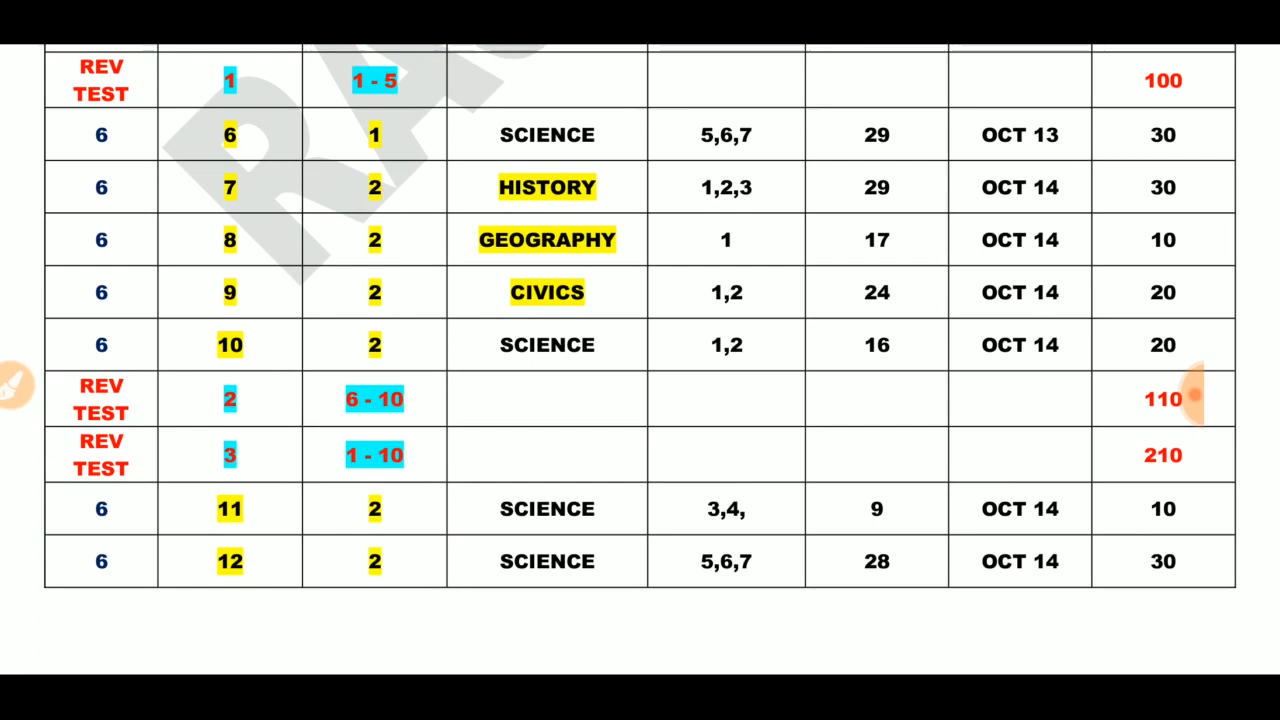 REV TEST 1 1 - 5 100
6 6 1 SCIENCE 5,6,7 29 OCT 13 30
6 7 2 HISTORY 1,2,3 29 OCT 14 30
6 8 2 GEOGRAPHY 1 17 OCT 14 10
6 9 2 CIVICS 1,2 24 OCT 14 20
6 10 2 SCIENCE 1,2 16 OCT 14 20
REV TEST 2 6 - 10 110
REV TEST 3 1 - 10 210
6 11 2 SCIENCE 3,4, 9 OCT 14 10
6 12 2 SCIENCE 5,6,7 28 OCT 14 30